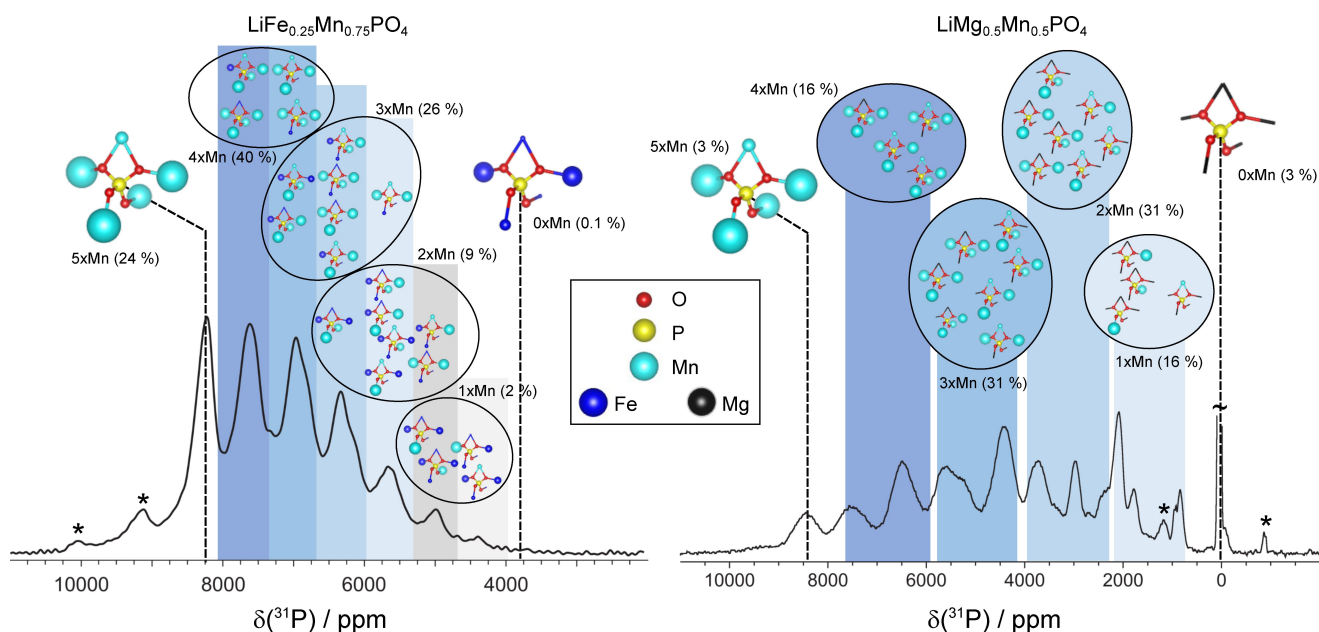 LiFe₀.₂₅Mn₀.₇₅PO₄
3xMn (26 %)
4xMn (40 %)
5xMn (24 %)
0xMn (0.1 %)
2xMn (9 %)
1xMn (2 %)
*
*
10000
8000
6000
4000
δ(³¹P) / ppm
O
P
Mn
Fe
Mg
LiMg₀.₅Mn₀.₅PO₄
4xMn (16 %)
5xMn (3 %)
0xMn (3 %)
2xMn (31 %)
1xMn (16 %)
3xMn (31 %)
~
*
*
10000
8000
6000
4000
2000
0
δ(³¹P) / ppm